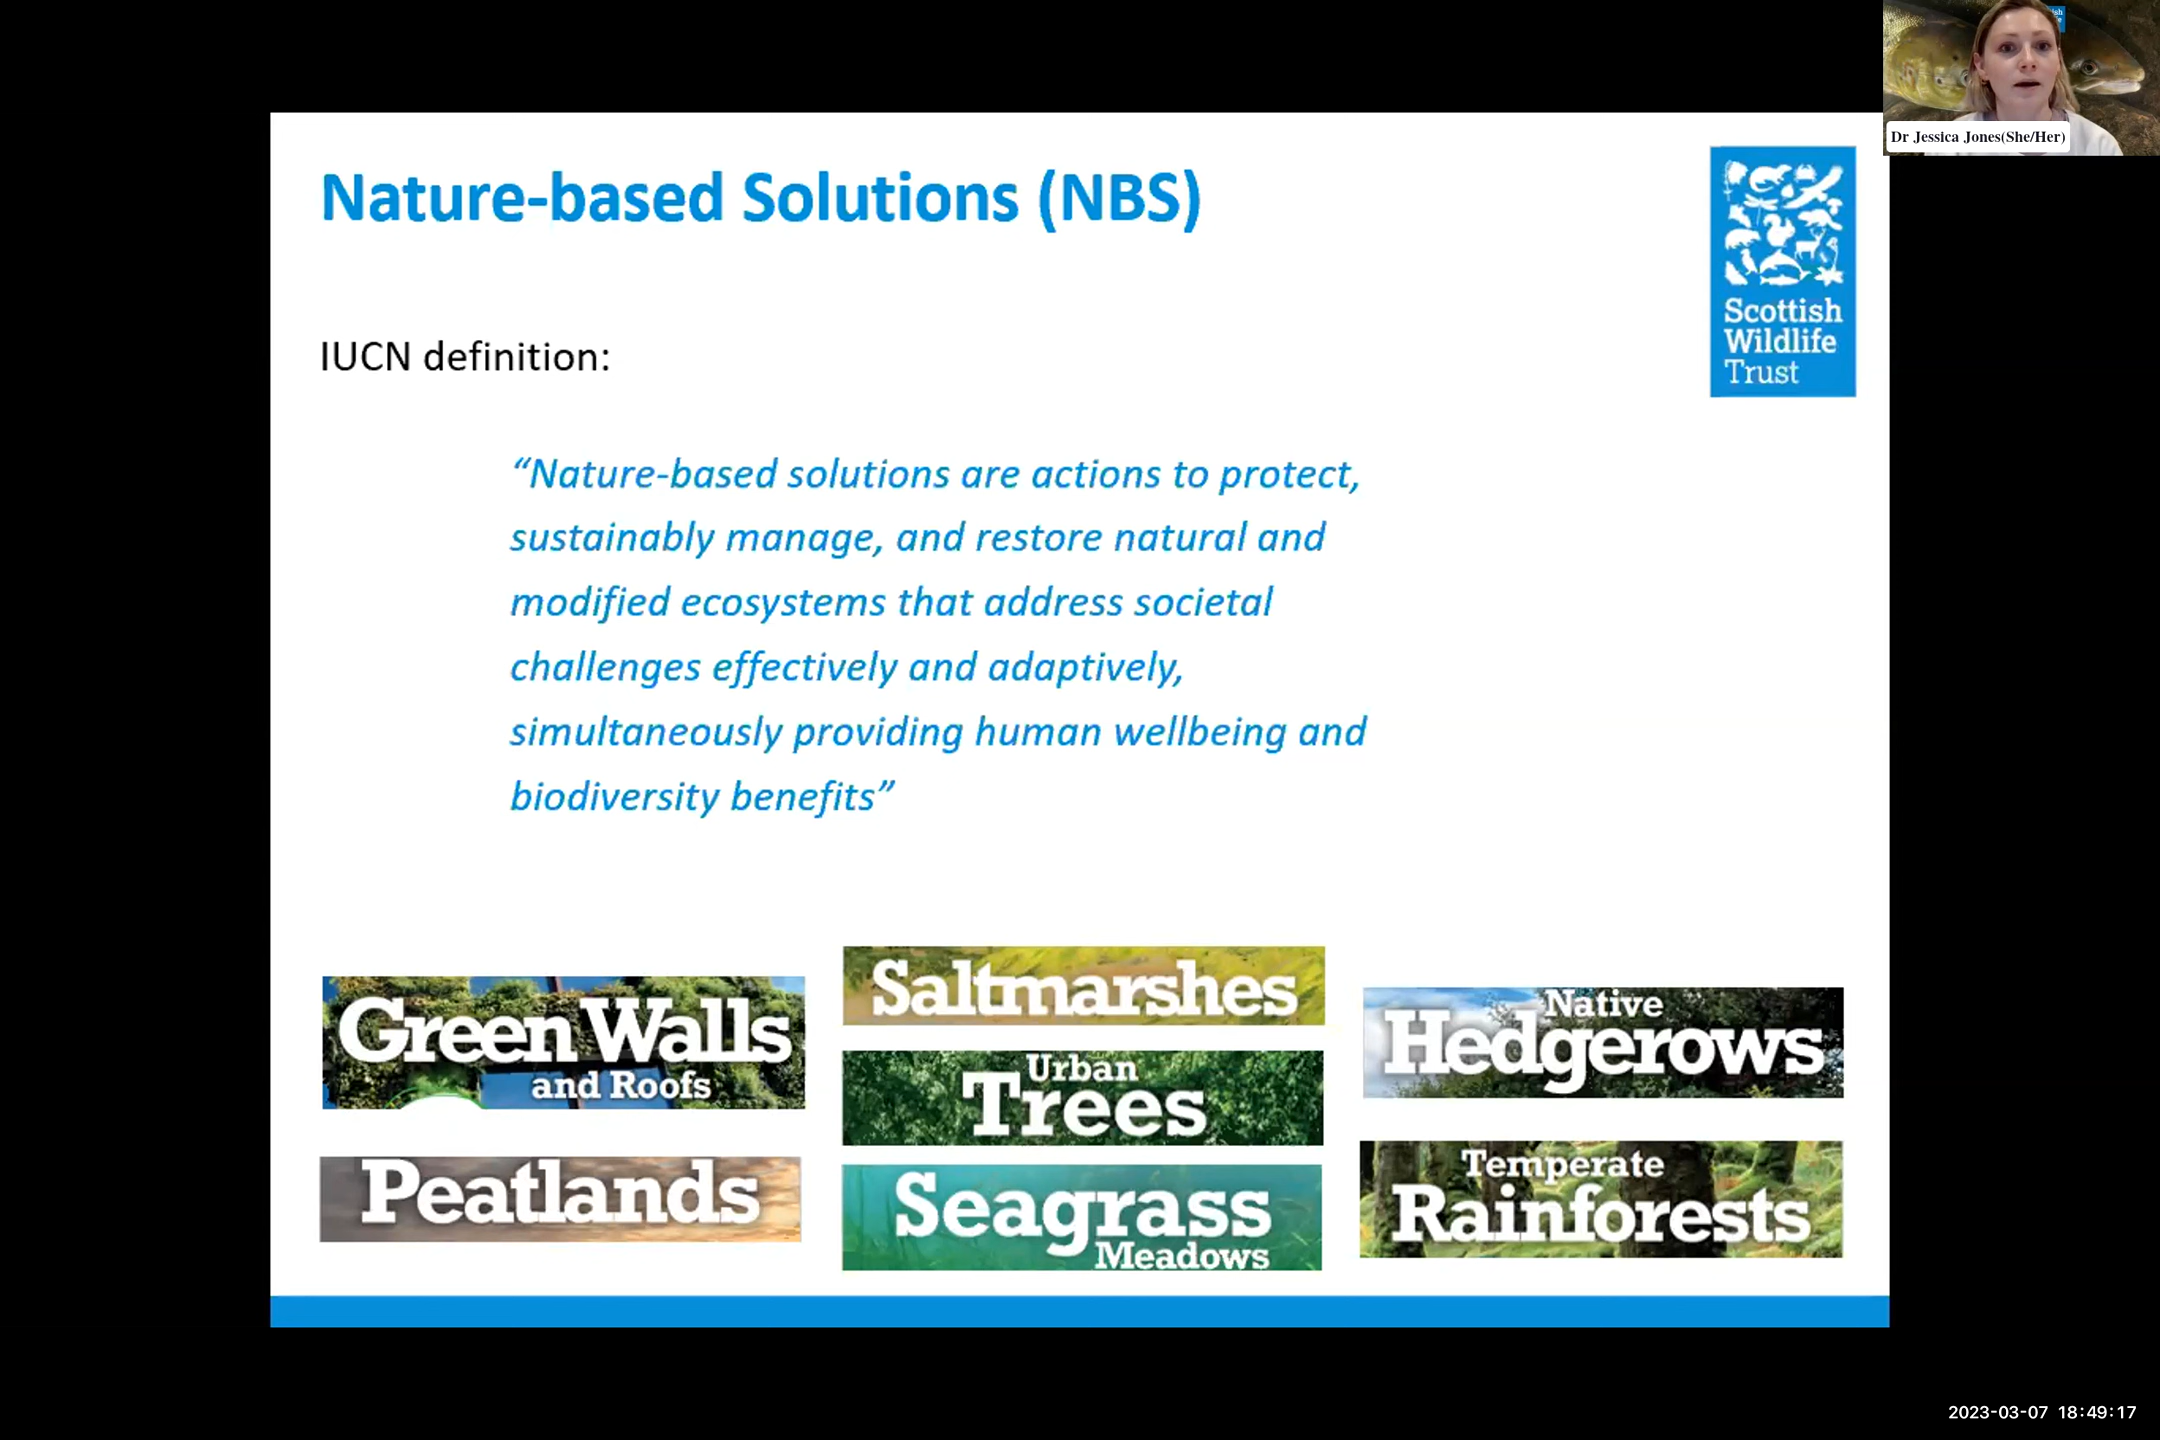 Dr Jessica Jones(She/Her)
Nature-based Solutions (NBS)
Scottish
Wildlife
Trust
IUCN definition:
“Nature-based solutions are actions to protect,
sustainably manage, and restore natural and
modified ecosystems that address societal
challenges effectively and adaptively,
simultaneously providing human wellbeing and
biodiversity benefits”
Green Walls
and Roofs
Peatlands
Saltmarshes
Urban
Trees
Seagrass
Meadows
Native
Hedgerows
Temperate
Rainforests
2023-03-07 18:49:17